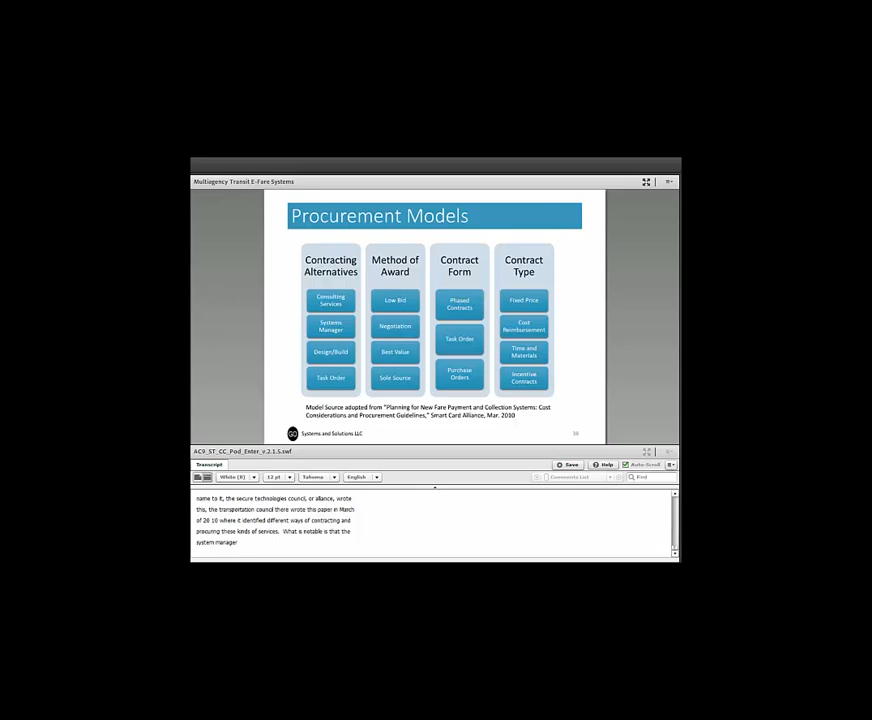 Multiagency Transit E-Fare Systems
Procurement Models
Contracting
Alternatives
Consulting
Services
Systems
Manager
Design/Build
Task Order
Method of
Award
Low Bid
Negotiation
Best Value
Sole Source
Contract
Form
Phased
Contracts
Task Order
Purchase
Orders
Contract
Type
Fixed Price
Cost
Reimbursement
Time and
Materials
Incentive
Contracts
Model Source adopted from "Planning for New Fare Payment and Collection Systems: Cost
Considerations and Procurement Guidelines," Smart Card Alliance, Mar. 2010
GO Systems and Solutions LLC
AC9_ST_CC_Pod_Enter_v.2.1.5.swf
Transcript
Save
Help
Auto-Scroll
White (B)
12 pt
Tahoma
English
Comments List
Find
name to it, the secure technologies council, or alliance, wrote
this, the transportation council there wrote this paper in March
of 20 10 where it identified different ways of contracting and
procuring these kinds of services. What is notable is that the
system manager